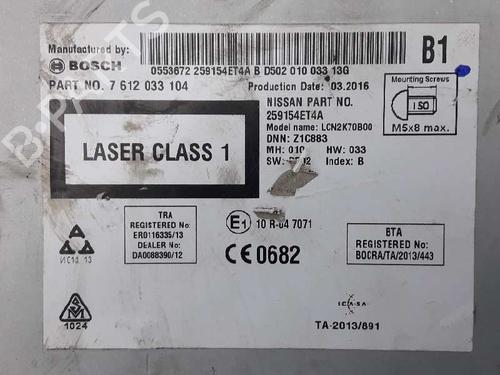 Manufactured by:
BOSCH
0553672 259154ET4A B D502 010 033 13G
B1
PART NO. 7 612 033 104
Production Date: 03.2016
Mounting Screws
ISO
M5x8 max.
NISSAN PART NO.
259154ET4A
Model name: LCN2K70B00
DNN: Z1C883
MH: 010 HW: 033
SW: Index: B
LASER CLASS 1
TRA
REGISTERED No:
ER0116335/13
DEALER No:
DA0088390/12
E1 10 R-04 7071
CE0682
BTA
REGISTERED No:
BOCRA/TA/2013/443
13
1024
ICASA
TA-2013/891